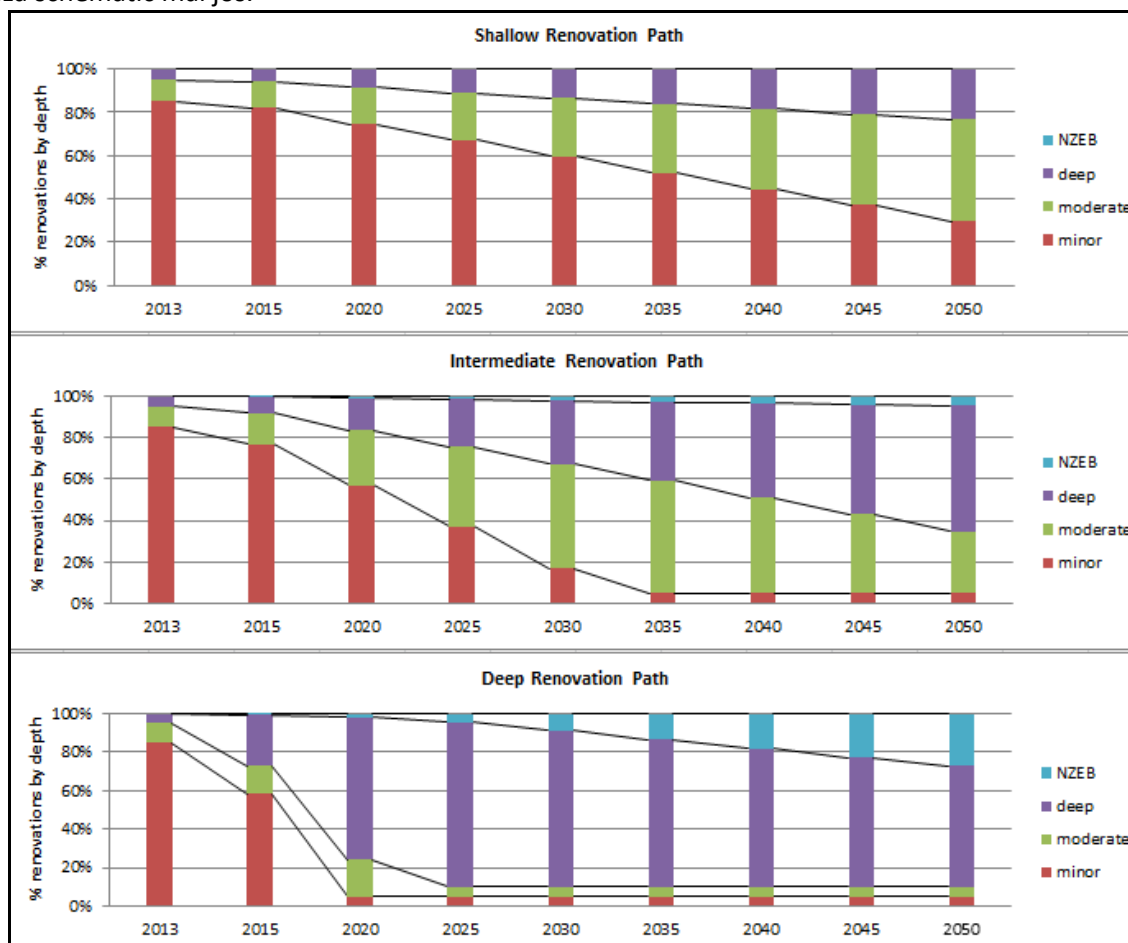 schematic mai jos.
Shallow Renovation Path
% renovations by depth
100%
80%
60%
40%
20%
0%
2013 2015 2020 2025 2030 2035 2040 2045 2050
NZEB
deep
moderate
minor
Intermediate Renovation Path
% renovations by depth
100%
80%
60%
40%
20%
0%
2013 2015 2020 2025 2030 2035 2040 2045 2050
NZEB
deep
moderate
minor
Deep Renovation Path
% renovations by depth
100%
80%
60%
40%
20%
0%
2013 2015 2020 2025 2030 2035 2040 2045 2050
NZEB
deep
moderate
minor